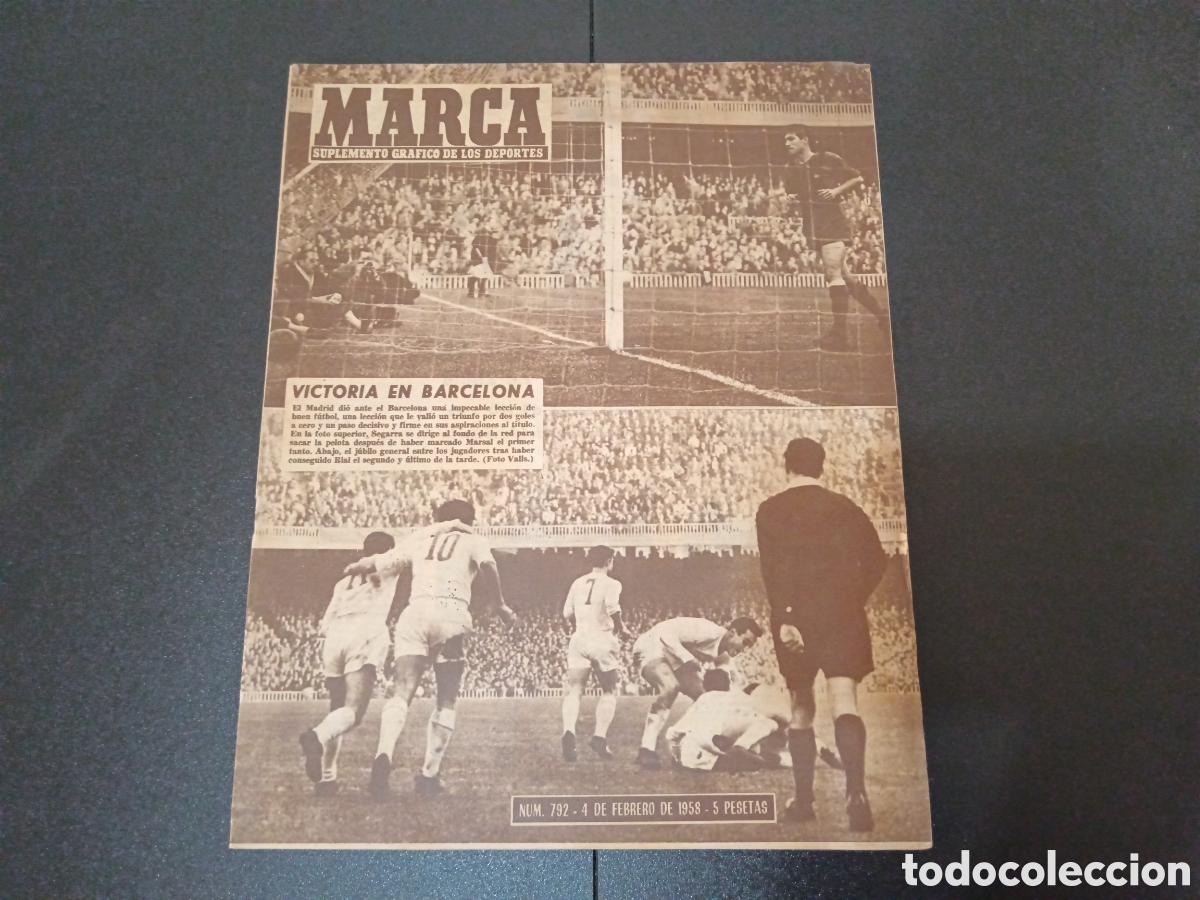 MARCA
SUPLEMENTO GRAFICO DE LOS DEPORTES
VICTORIA EN BARCELONA
El Madrid dió ante el Barcelona una impecable lección de
buen fútbol, una lección que le valió un triunfo por dos goles
a cero y un paso decisivo y firme en sus aspiraciones al título.
En la foto superior, Segarra se dirige al fondo de la red para
sacar la pelota después de haber marcado Marsal el primer
tanto. Abajo, el júbilo general entre los jugadores tras haber
conseguido Rial el segundo y último de la tarde. (Foto Valls.)
10
7
NUM. 792 - 4 DE FEBRERO DE 1958 - 5 PESETAS
todocoleccion